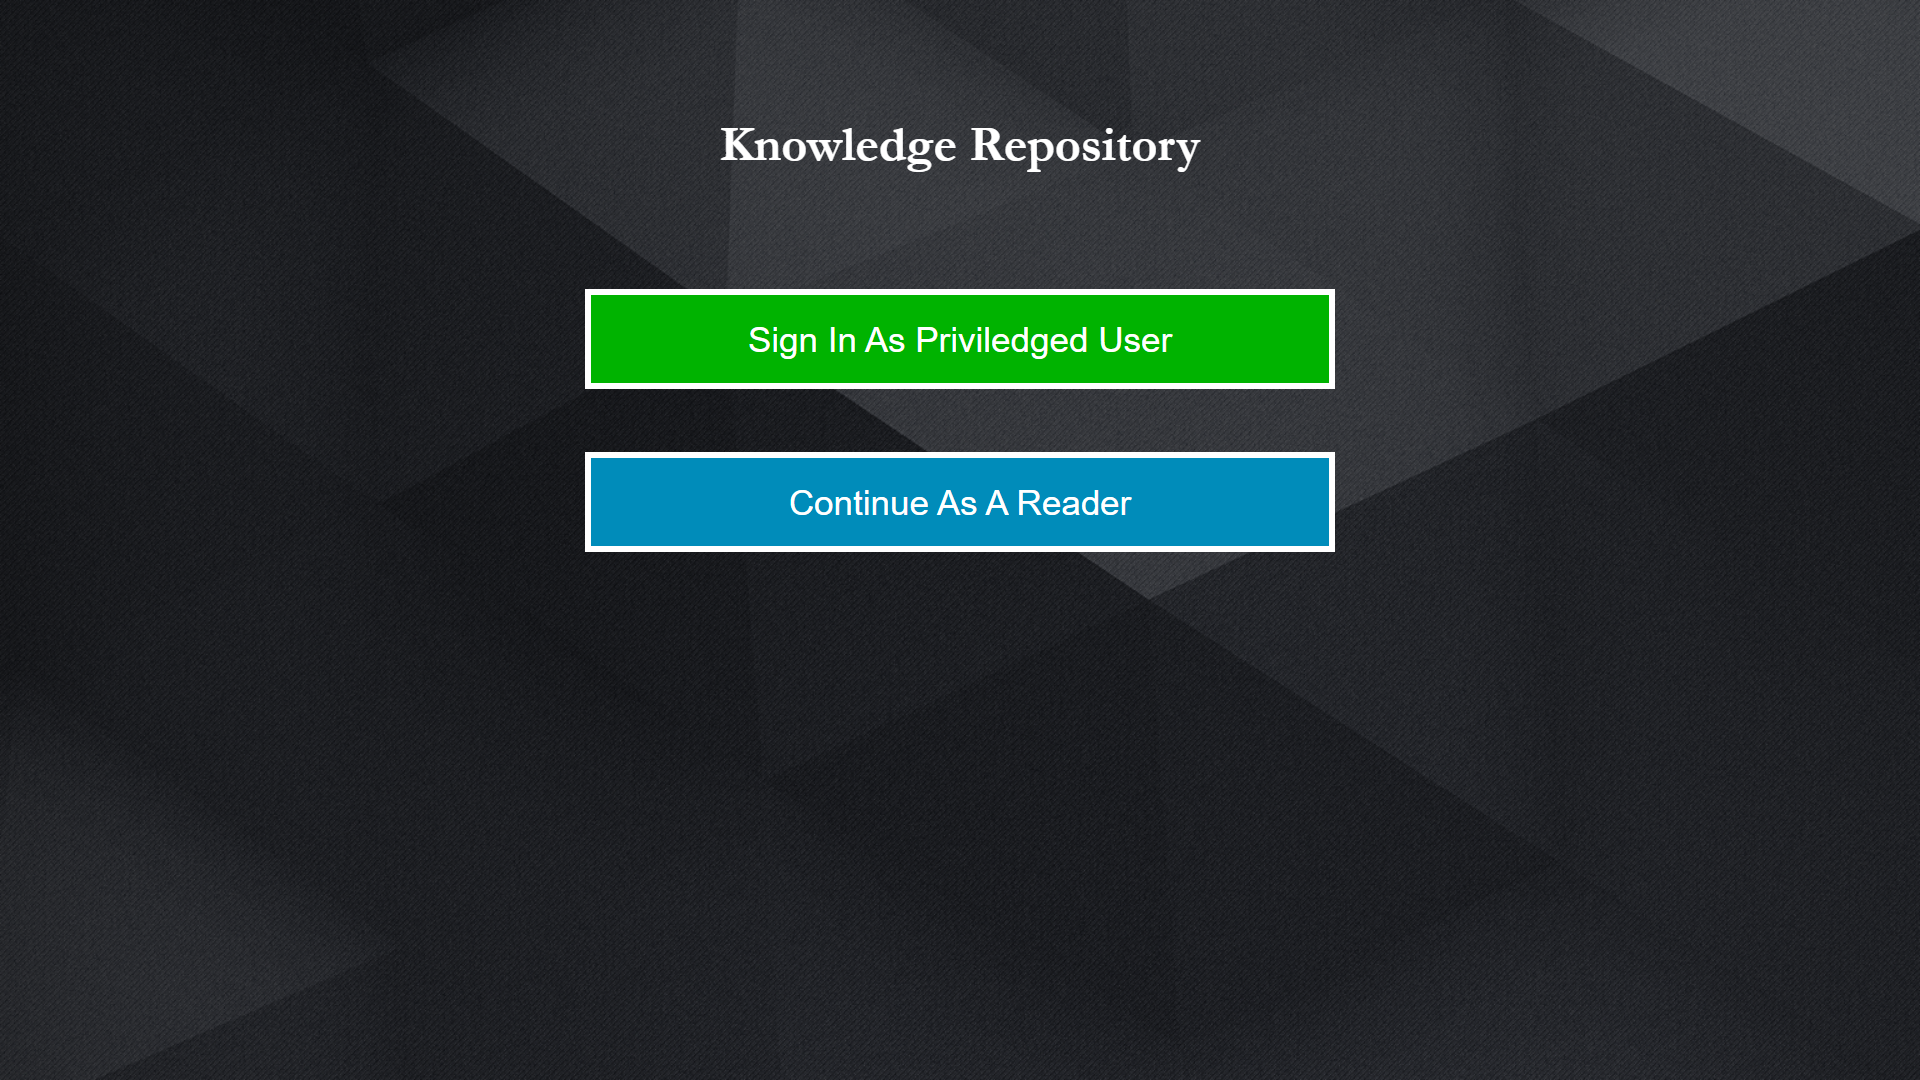 Knowledge Repository
Sign In As Priviledged User
Continue As A Reader